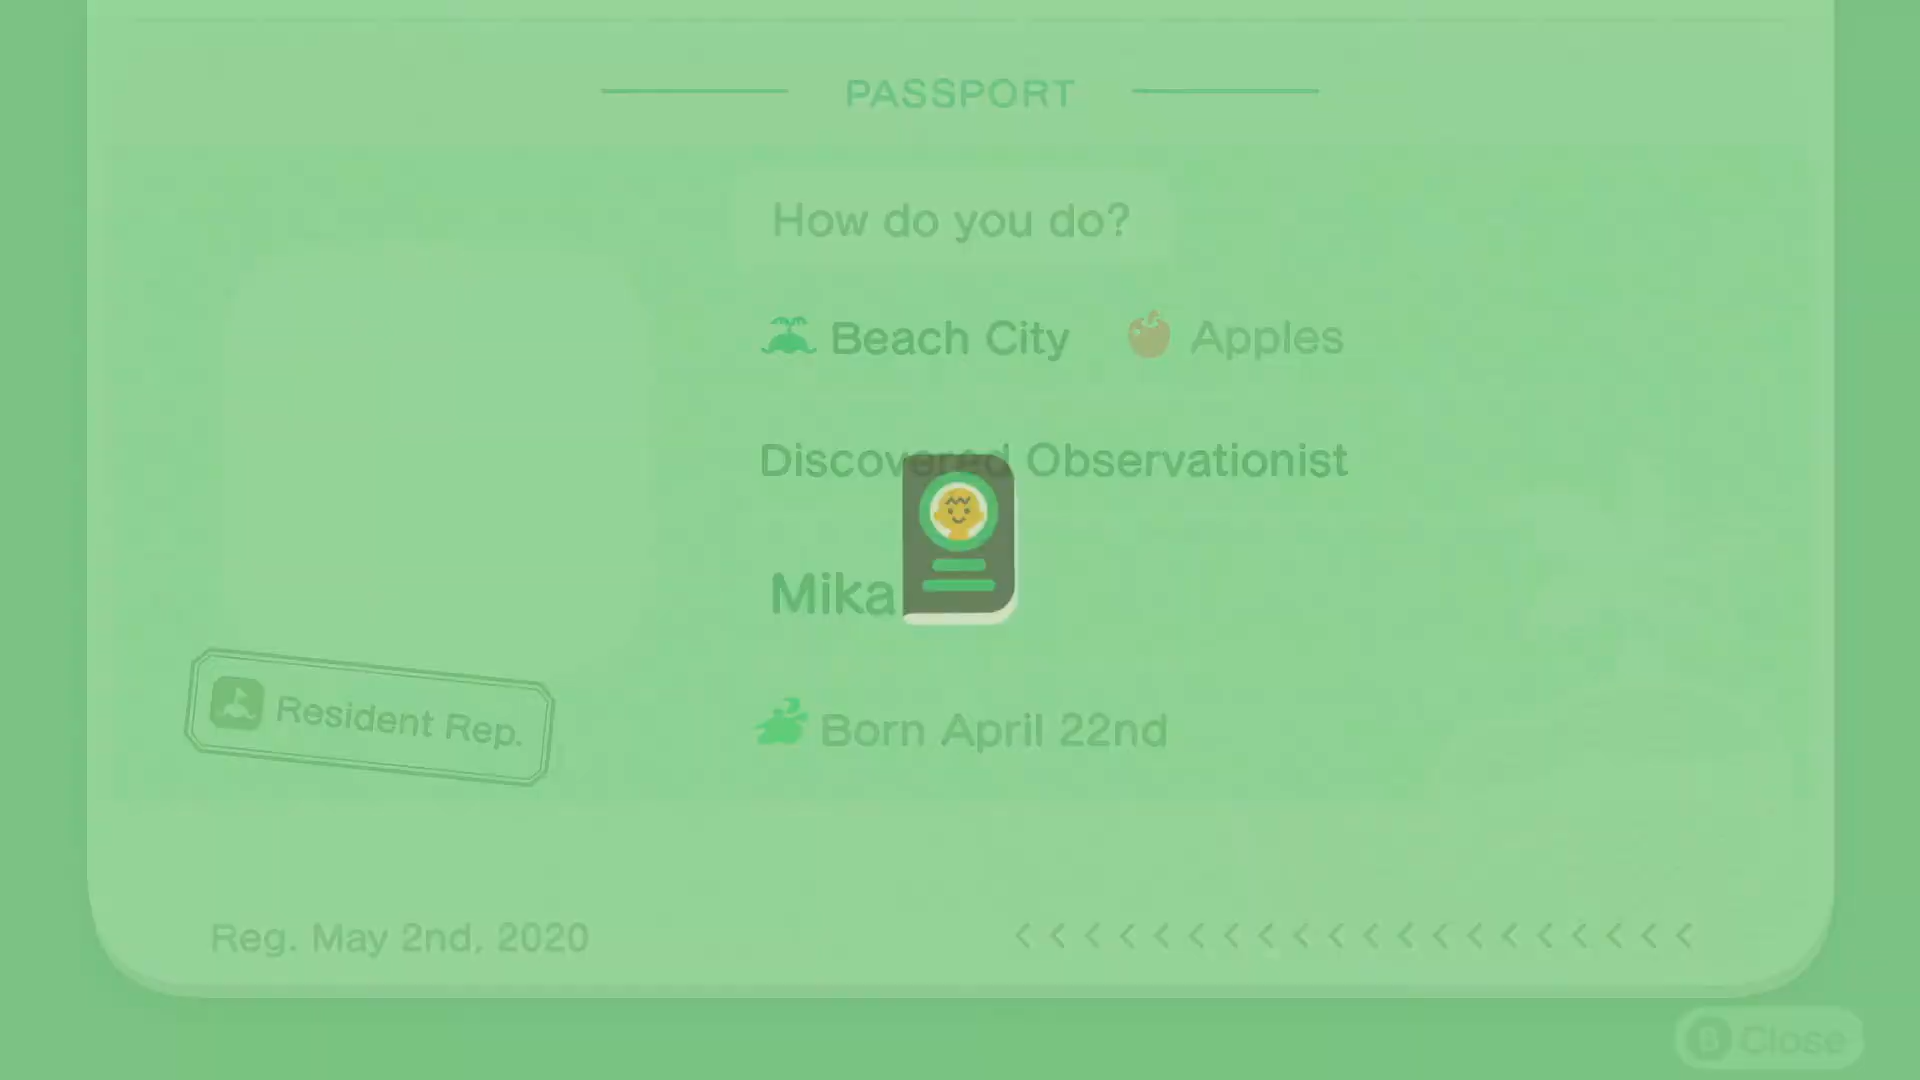 PASSPORT
How do you do?
Beach City Apples
Discovered Observationist
Mika
Born April 22nd
Resident Rep.
Reg. May 2nd, 2020
< < < < < < < < < < < < < < < < < < < <
B Close